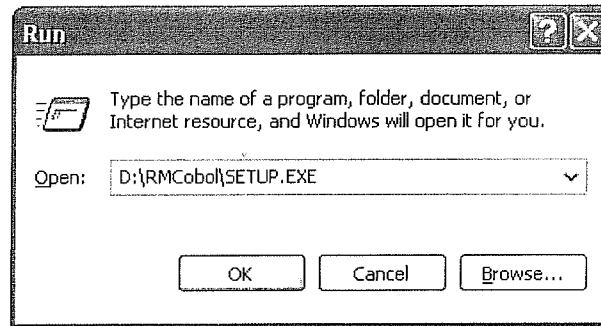 Run
Type the name of a program, folder, document, or
Internet resource, and Windows will open it for you.
Open:
D:\RMCobol\SETUP.EXE
OK
Cancel
Browse...